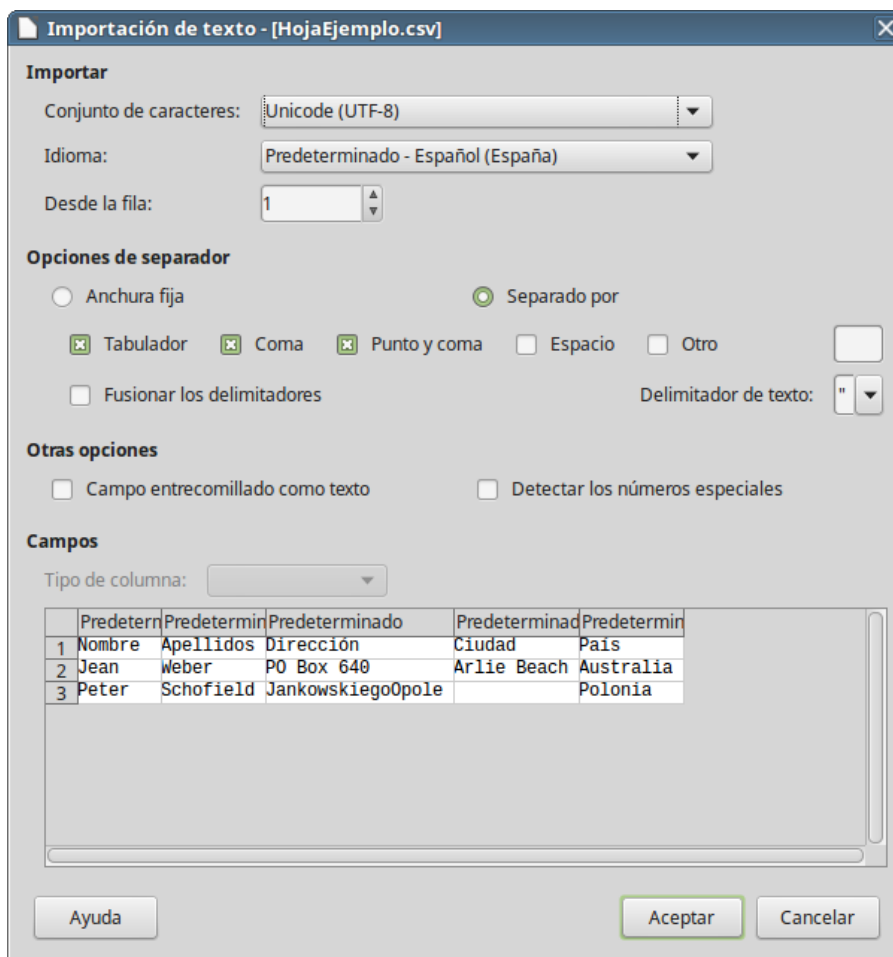 Importación de texto - [HojaEjemplo.csv]
Importar
Conjunto de caracteres: Unicode (UTF-8)
Idioma: Predeterminado - Español (España)
Desde la fila: 1
Opciones de separador
Anchura fija Separado por
Tabulador Coma Punto y coma Espacio Otro
Fusionar los delimitadores Delimitador de texto: "
Otras opciones
Campo entrecomillado como texto Detectar los números especiales
Campos
Tipo de columna:
Predetern Predetermin Predeterminado Predeterminad Predetermin
1 Nombre Apellidos Dirección Ciudad País
2 Jean Weber PO Box 640 Arlie Beach Australia
3 Peter Schofield JankowskiegoOpole Polonia
Ayuda Aceptar Cancelar